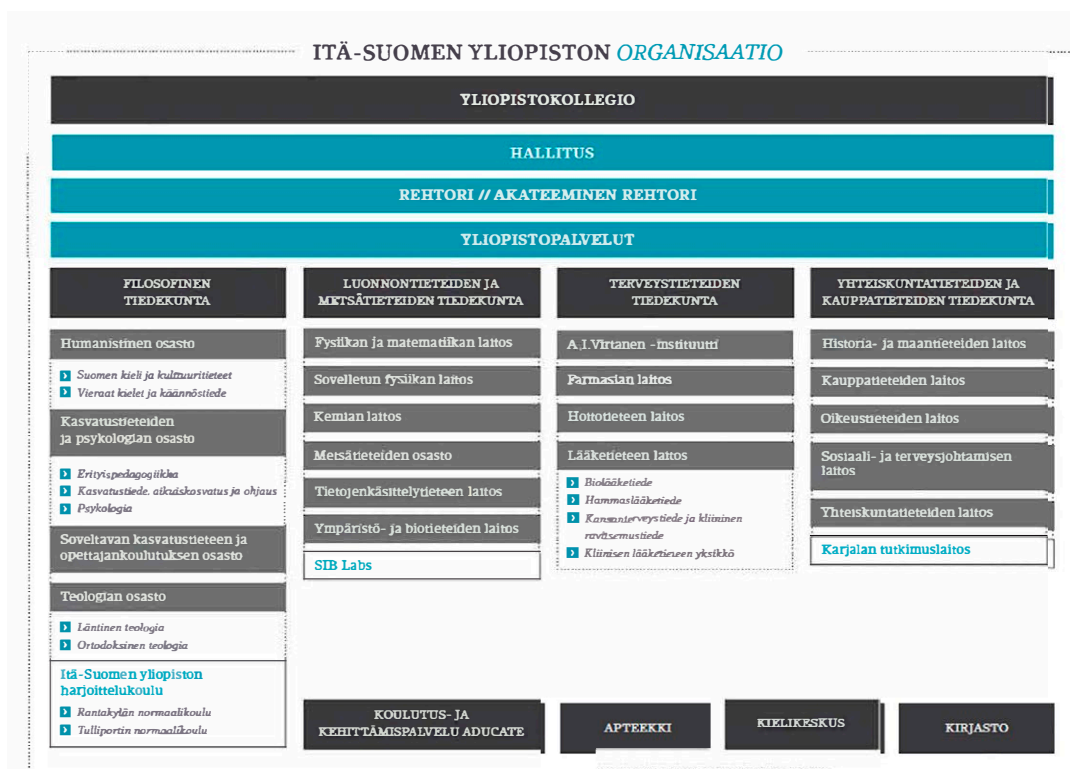 ITÄ-SUOMEN YLIOPISTON ORGANISAATIO
YLIOPISTOKOLLEGIO
HALLITUS
REHTORI // AKATEEMINEN REHTORI
YLIOPISTOPALVELUT
FILOSOFINEN
TIEDEKUNTA
Humanistinen osasto
Suomen kieli ja kulttuuritieteet
Vieraat kielet ja käännöstiede
Kasvatustieteiden
ja psykologian osasto
Erityispedagogiikka
Kasvatustiede, aikuiskasvatus ja ohjaus
Psykologia
Soveltavan kasvatustieteen ja
opettajankoulutuksen osasto
Teologian osasto
Läntinen teologia
Ortodoksinen teologia
Itä-Suomen yliopiston
harjoittelukoulu
Rantakylän normaalikoulu
Tulliportin normaalikoulu
LUONNONTIETEIDEN JA
METSÄTIETEIDEN TIEDEKUNTA
Fysiikan ja matematiikan laitos
Sovelletun fysiikan laitos
Kemian laitos
Metsätieteiden osasto
Tietojenkäsittelytieteen laitos
Ympäristö- ja biotieteiden laitos
SIB Labs
TERVEYSTIETEIDEN
TIEDEKUNTA
A.I.Virtanen -instituutti
Farmasian laitos
Hoitotieteen laitos
Lääketieteen laitos
Biolääketiede
Hammaslääketiede
Kansanterveystiede ja kliininen
ravitsemustiede
Kliinisen lääketieteen yksikkö
YHTEISKUNTATIETEIDEN JA
KAUPPATIETEIDEN TIEDEKUNTA
Historia- ja maantieteiden laitos
Kauppatieteiden laitos
Oikeustieteiden laitos
Sosiaali- ja terveysjohtamisen
laitos
Yhteiskuntatieteiden laitos
Karjalan tutkimuslaitos
KOULUTUS- JA
KEHITTÄMISPALVELU ADUCATE
APTEEKKI
KIELIKESKUS
KIRJASTO